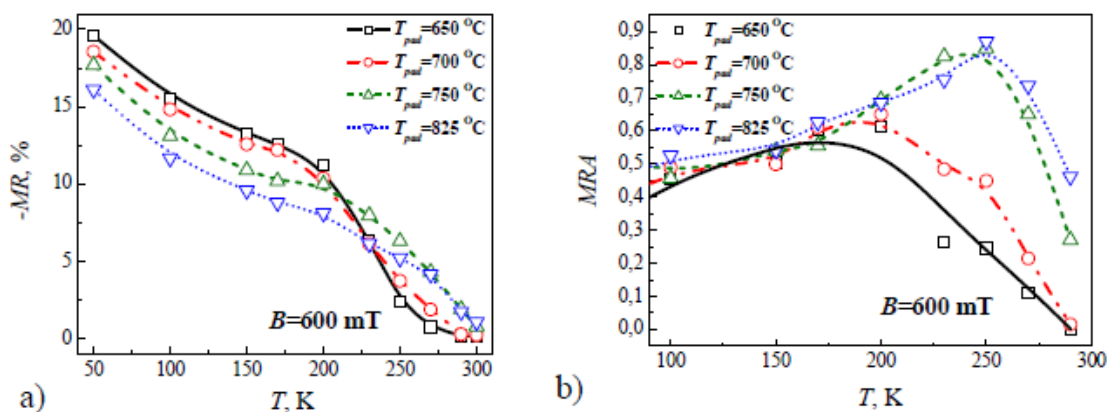 20
15
10
5
0
-MR, %
T_pad=650 °C
T_pad=700 °C
T_pad=750 °C
T_pad=825 °C
B=600 mT
50 100 150 200 250 300
T, K
a)
1,0
0,9
0,8
0,7
0,6
0,5
0,4
0,3
0,2
0,1
0,0
MRA
T_pad=650 °C
T_pad=700 °C
T_pad=750 °C
T_pad=825 °C
B=600 mT
100 150 200 250 300
T, K
b)